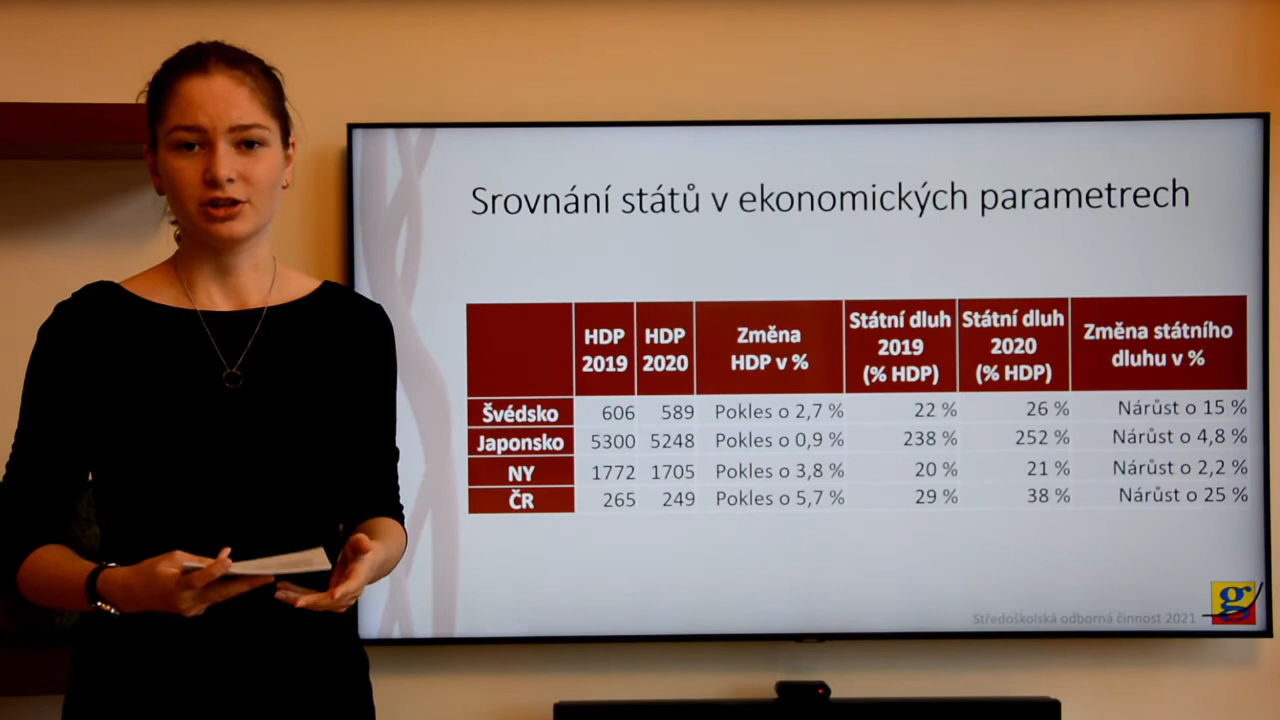 Srovnání států v ekonomických parametrech
HDP 2019 HDP 2020 Změna HDP v % Státní dluh 2019 (% HDP) Státní dluh 2020 (% HDP) Změna státního dluhu v %
Švédsko 606 589 Pokles o 2,7 % 22 % 26 % Nárůst o 15 %
Japonsko 5300 5248 Pokles o 0,9 % 238 % 252 % Nárůst o 4,8 %
NY 1772 1705 Pokles o 3,8 % 20 % 21 % Nárůst o 2,2 %
ČR 265 249 Pokles o 5,7 % 29 % 38 % Nárůst o 25 %
Středoškolská odborná činnost 2021
g